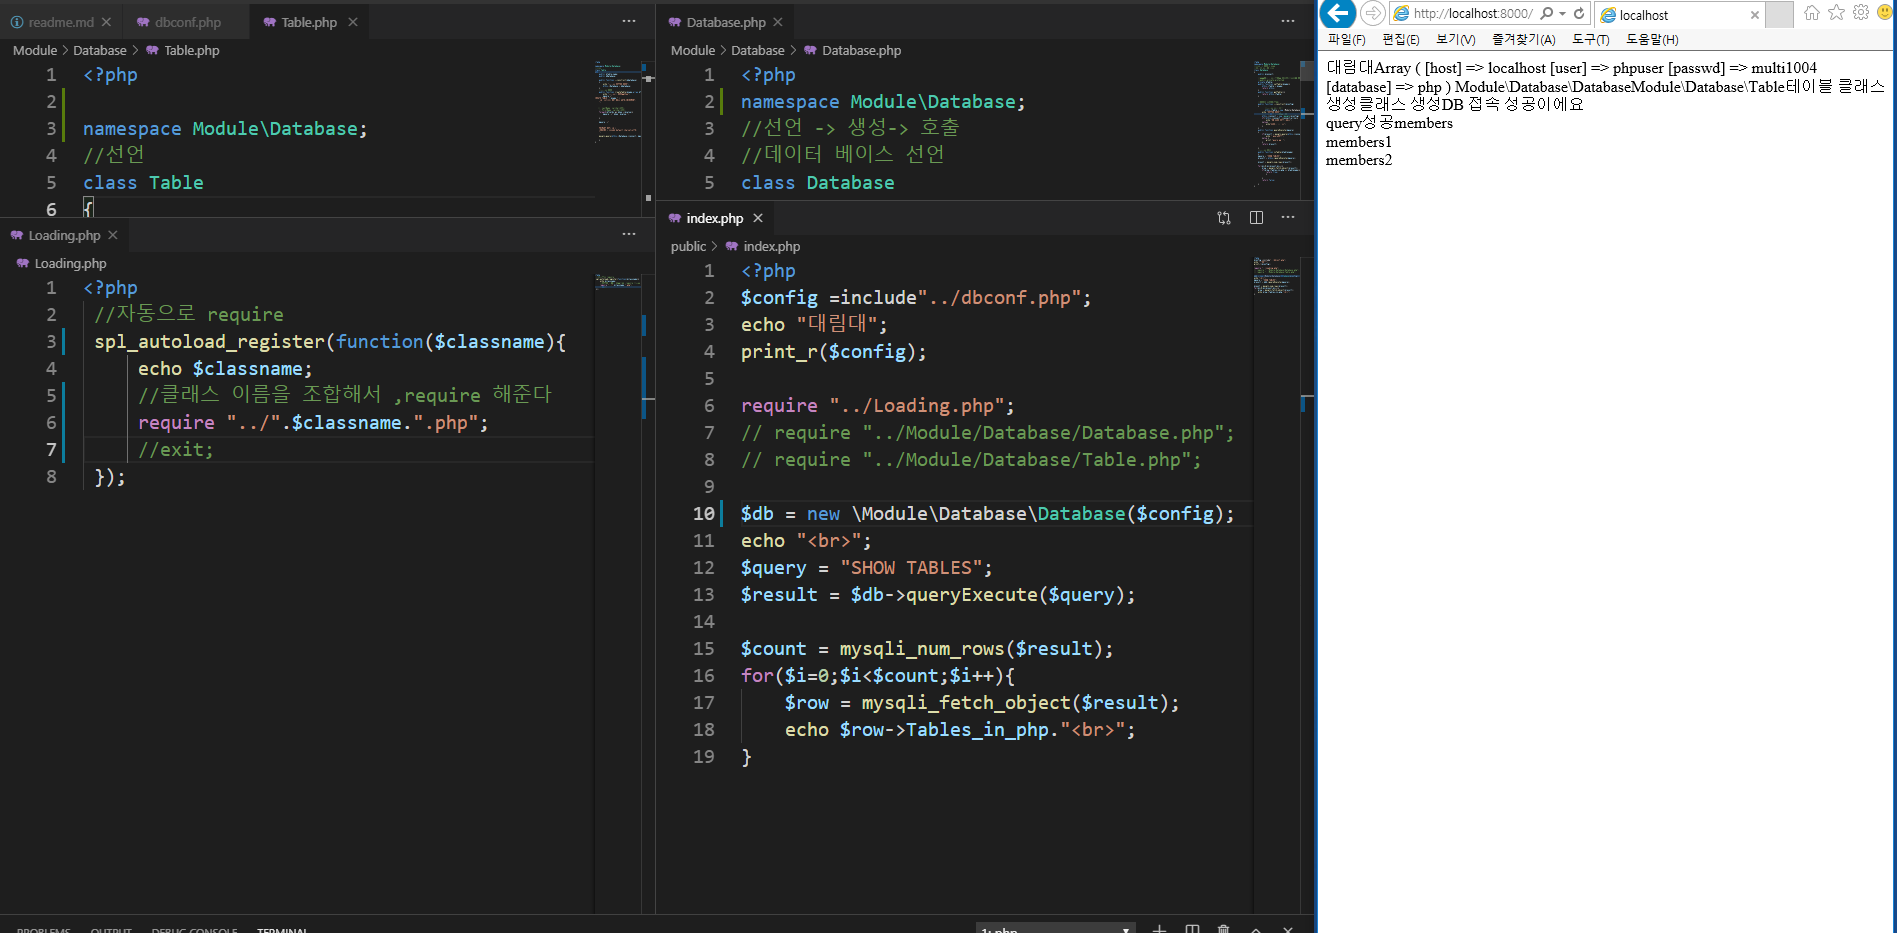 readme.md
dbconf.php
Table.php
Module > Database > Table.php
1 <?php
2
3 namespace Module\Database;
4 //선언
5 class Table
6 {
Loading.php
Loading.php
1 <?php
2 //자동으로 require
3 spl_autoload_register(function($classname){
4 echo $classname;
5 //클래스 이름을 조합해서 ,require 해준다
6 require "../".$classname.".php";
7 //exit;
8 });
Database.php
Module > Database > Database.php
1 <?php
2 namespace Module\Database;
3 //선언 -> 생성-> 호출
4 //데이터 베이스 선언
5 class Database
index.php
public > index.php
1 <?php
2 $config =include"../dbconf.php";
3 echo "대림대";
4 print_r($config);
5
6 require "../Loading.php";
7 // require "../Module/Database/Database.php";
8 // require "../Module/Database/Table.php";
9
10 $db = new \Module\Database\Database($config);
11 echo "<br>";
12 $query = "SHOW TABLES";
13 $result = $db->queryExecute($query);
14
15 $count = mysqli_num_rows($result);
16 for($i=0;$i<$count;$i++){
17 $row = mysqli_fetch_object($result);
18 echo $row->Tables_in_php."<br>";
19 }
PROBLEMS OUTPUT DEBUG CONSOLE TERMINAL
1: php
http://localhost:8000/
localhost
파일(F) 편집(E) 보기(V) 즐겨찾기(A) 도구(T) 도움말(H)
대림대Array ( [host] => localhost [user] => phpuser [passwd] => multi1004
[database] => php ) Module\Database\DatabaseModule\Database\Table테이블 클래스
생성클래스 생성DB 접속 성공이에요
query성공members
members1
members2